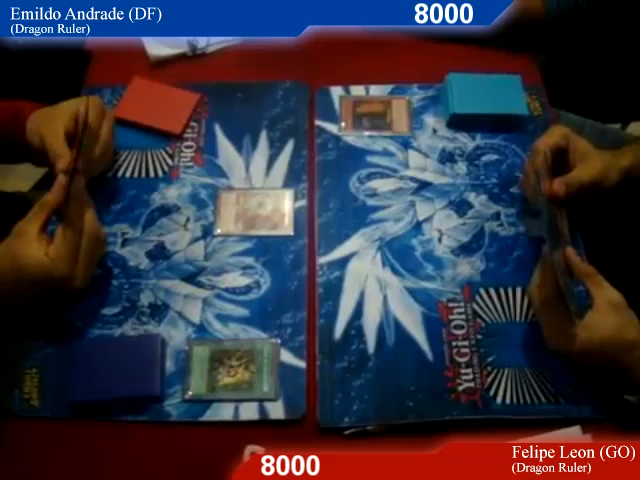 Emildo Andrade (DF)
(Dragon Ruler)
8000
Yu-Gi-Oh!
Yu-Gi-Oh!
8000
Felipe Leon (GO)
(Dragon Ruler)